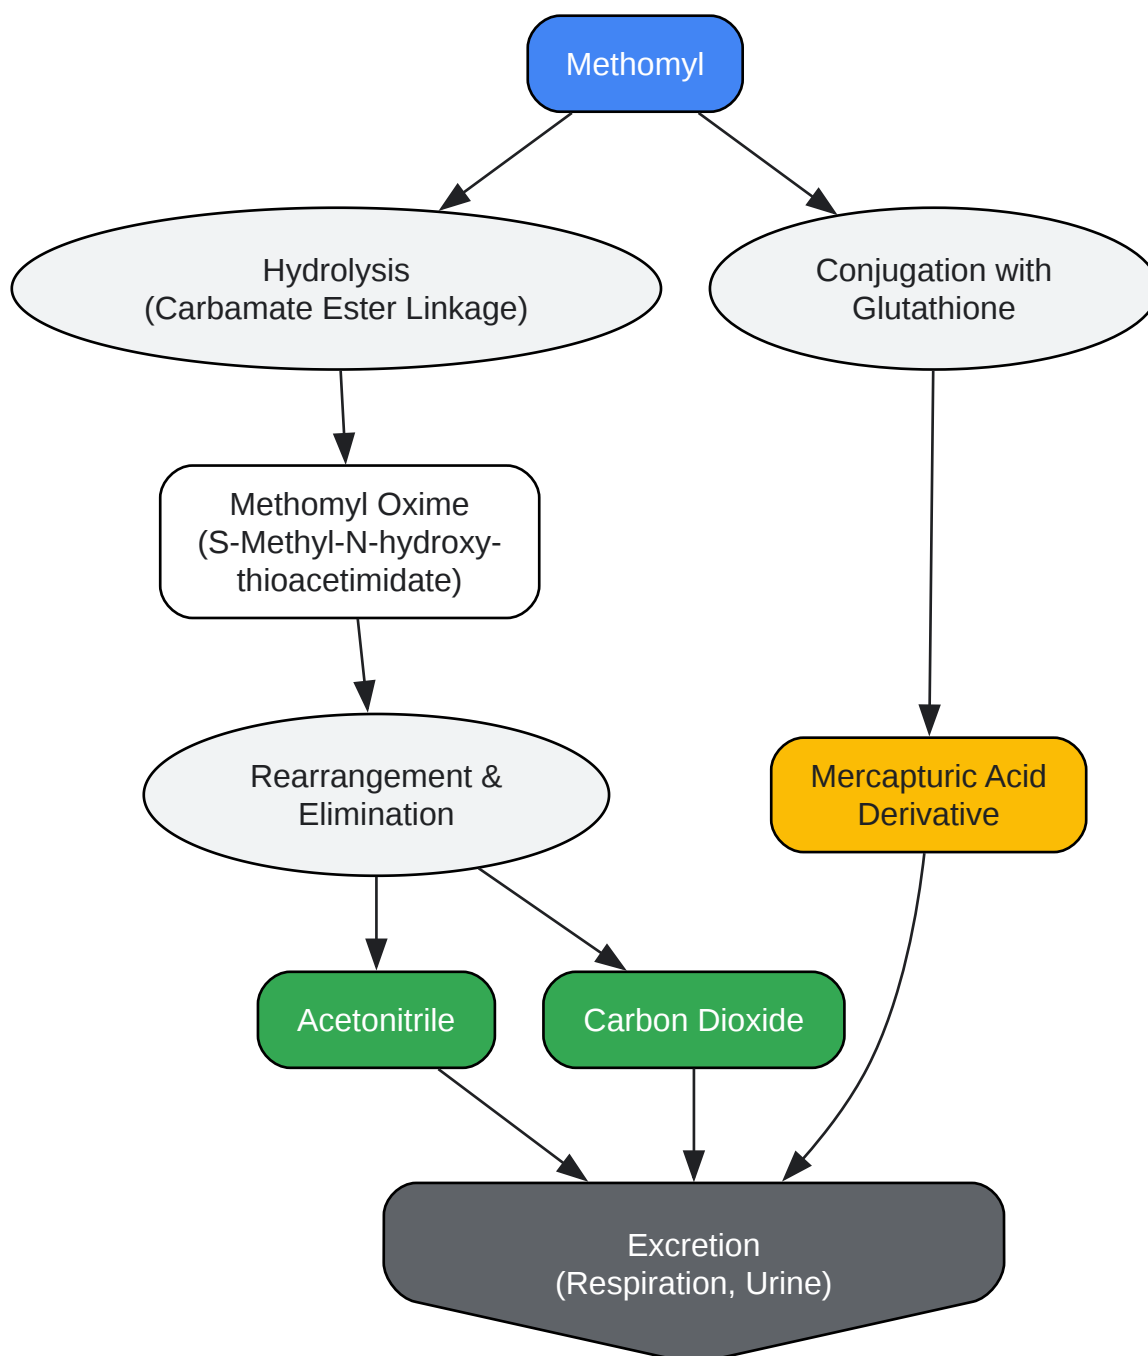 Methomyl
Hydrolysis
(Carbamate Ester Linkage)
Conjugation with
Glutathione
Methomyl Oxime
(S-Methyl-N-hydroxy-
thioacetimidate)
Rearrangement &
Elimination
Mercapturic Acid
Derivative
Acetonitrile
Carbon Dioxide
Excretion
(Respiration, Urine)